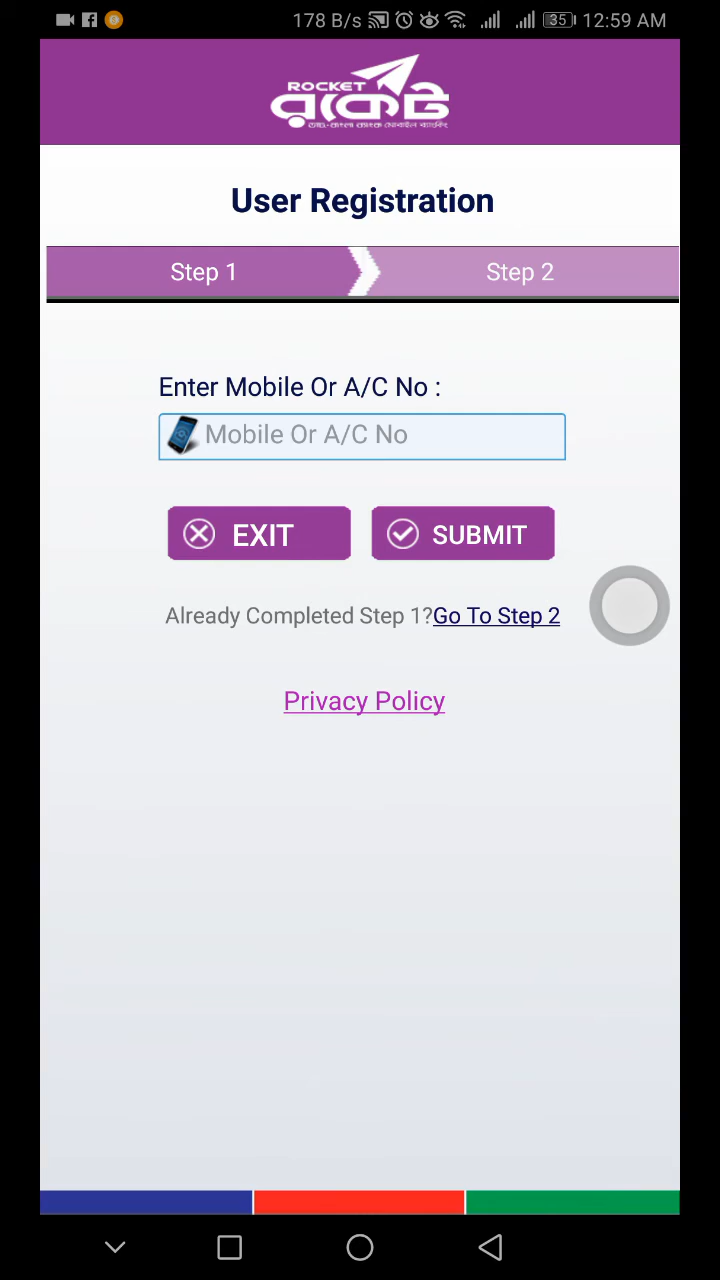 178 B/s 35 12:59 AM
ROCKET
রকেট
ডাচ্-বাংলা ব্যাংক মোবাইল ব্যাংকিং
User Registration
Step 1 Step 2
Enter Mobile Or A/C No :
Mobile Or A/C No
EXIT SUBMIT
Already Completed Step 1?Go To Step 2
Privacy Policy